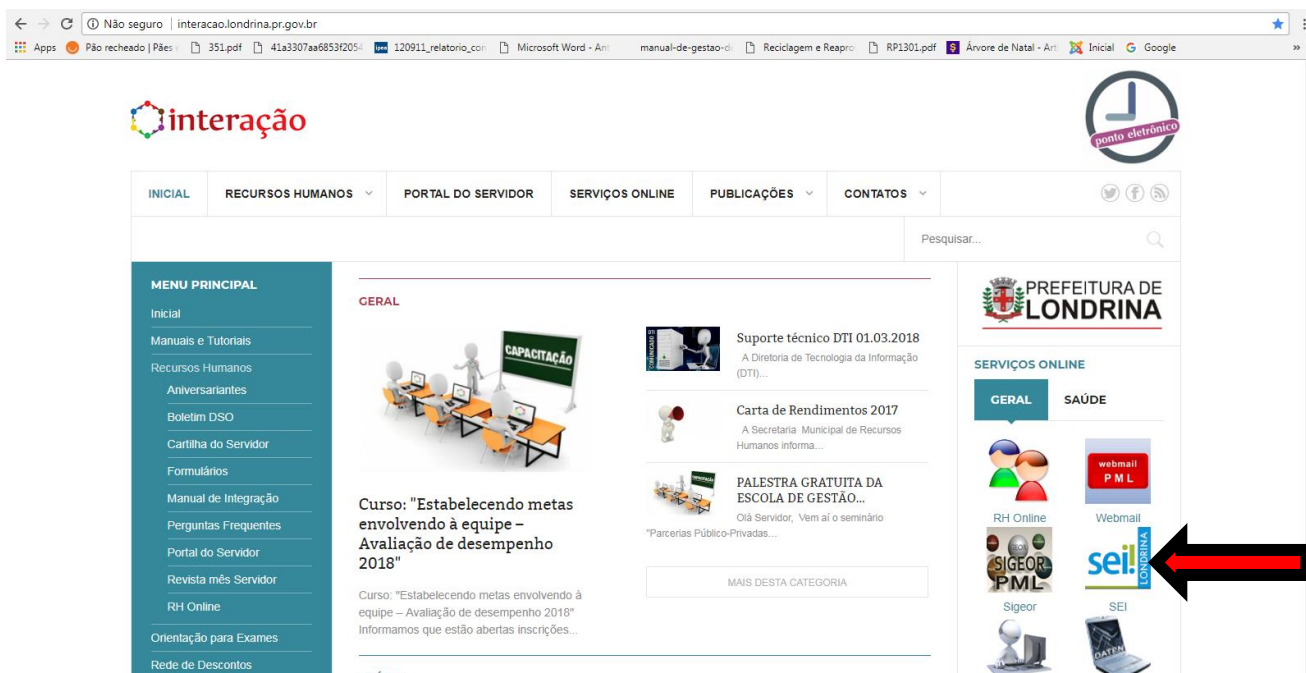 Não seguro | interacao.londrina.pr.gov.br
Apps Pão recheado | Pães 351.pdf 41a3307aa6853f2054 120911_relatorio_con Microsoft Word - Ant manual-de-gestao-d Reciclagem e Reapro RP1301.pdf Árvore de Natal - Art Inicial Google »
interação
ponto eletrônico
INICIAL RECURSOS HUMANOS PORTAL DO SERVIDOR SERVIÇOS ONLINE PUBLICAÇÕES CONTATOS
Pesquisar...
MENU PRINCIPAL
Inicial
Manuais e Tutoriais
Recursos Humanos
Aniversariantes
Boletim DSO
Cartilha do Servidor
Formulários
Manual de Integração
Perguntas Frequentes
Portal do Servidor
Revista mês Servidor
RH Online
Orientação para Exames
Rede de Descontos
GERAL
CAPACITAÇÃO
Curso: "Estabelecendo metas
envolvendo à equipe –
Avaliação de desempenho
2018"
Curso: "Estabelecendo metas envolvendo à
equipe – Avaliação de desempenho 2018"
Informamos que estão abertas inscrições...
COMUNICADO DTI
Suporte técnico DTI 01.03.2018
A Diretoria de Tecnologia da Informação
(DTI)...
Carta de Rendimentos 2017
A Secretaria Municipal de Recursos
Humanos informa...
PALESTRA GRATUITA DA
ESCOLA DE GESTÃO...
Olá Servidor, Vem aí o seminário
"Parcerias Público-Privadas...
MAIS DESTA CATEGORIA
PREFEITURA DE
LONDRINA
SERVIÇOS ONLINE
GERAL SAÚDE
webmail
PML
RH Online Webmail
SIGEOR
PML
sei!
LONDRINA
Sigeor SEI